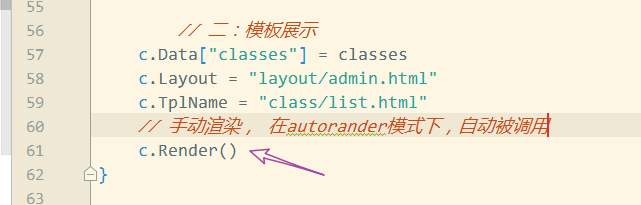 55
56 // 二：模板展示
57 c.Data["classes"] = classes
58 c.Layout = "layout/admin.html"
59 c.TplName = "class/list.html"
60 // 手动渲染， 在autorander模式下，自动被调用
61 c.Render()
62 }
63